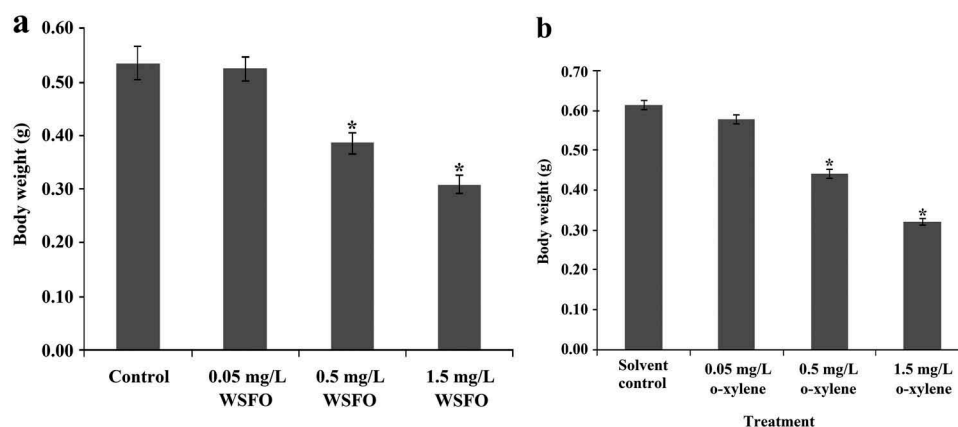 a
0.60
0.50
0.40
0.30
0.20
0.10
0.00
Body weight (g)
*
*
Control
0.05 mg/L
WSFO
0.5 mg/L
WSFO
1.5 mg/L
WSFO
b
0.70
0.60
0.50
0.40
0.30
0.20
0.10
0.00
Body weight (g)
*
*
Solvent
control
0.05 mg/L
o-xylene
0.5 mg/L
o-xylene
1.5 mg/L
o-xylene
Treatment